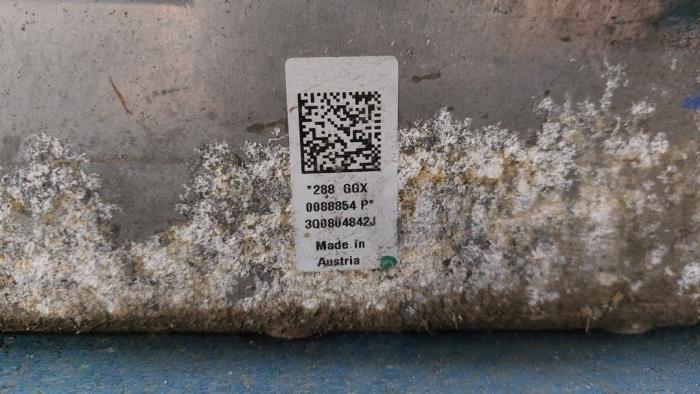 *288 GGX
0088854 P*
3Q0804842J
Made in
Austria